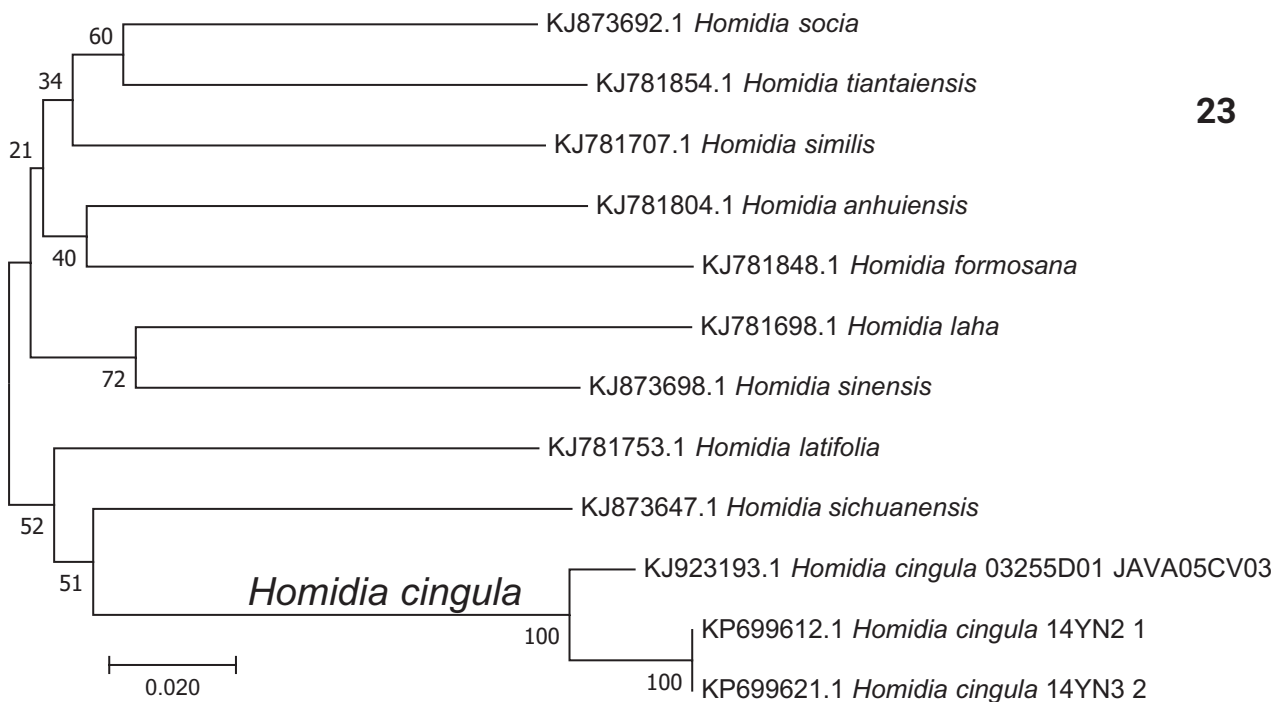 KJ873692.1 Homidia socia
60
34
KJ781854.1 Homidia tiantaiensis
23
KJ781707.1 Homidia similis
21
KJ781804.1 Homidia anhuiensis
40
KJ781848.1 Homidia formosana
KJ781698.1 Homidia laha
72
KJ873698.1 Homidia sinensis
KJ781753.1 Homidia latifolia
52
KJ873647.1 Homidia sichuanensis
51
KJ923193.1 Homidia cingula 03255D01 JAVA05CV03
Homidia cingula
100
KP699612.1 Homidia cingula 14YN2 1
100
KP699621.1 Homidia cingula 14YN3 2
0.020